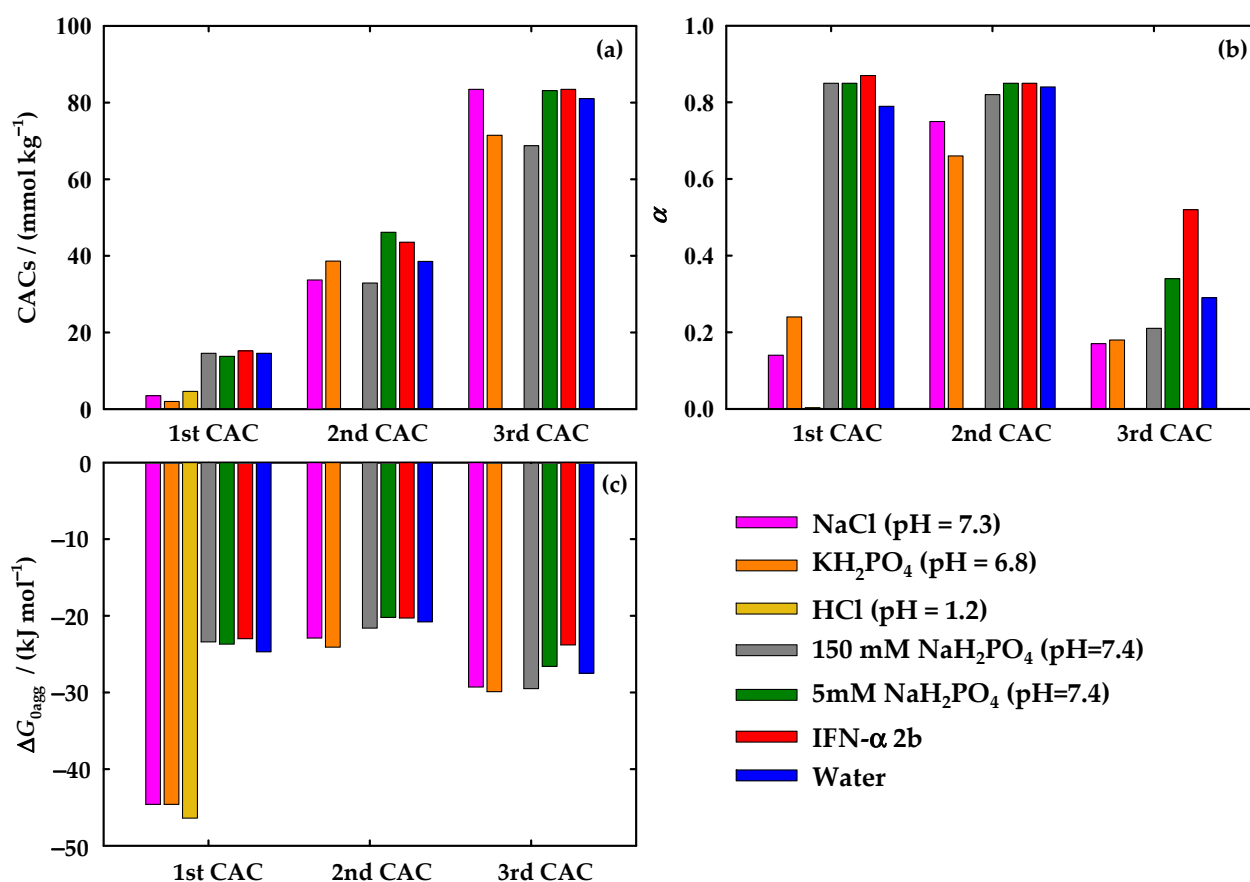 (a)
CACs / (mmol kg⁻¹)
100
80
60
40
20
0
1st CAC 2nd CAC 3rd CAC
(b)
α
1.0
0.8
0.6
0.4
0.2
0.0
1st CAC 2nd CAC 3rd CAC
(c)
ΔG₀agg / (kJ mol⁻¹)
0
−10
−20
−30
−40
−50
1st CAC 2nd CAC 3rd CAC
NaCl (pH = 7.3)
KH₂PO₄ (pH = 6.8)
HCl (pH = 1.2)
150 mM NaH₂PO₄ (pH=7.4)
5mM NaH₂PO₄ (pH=7.4)
IFN-α 2b
Water